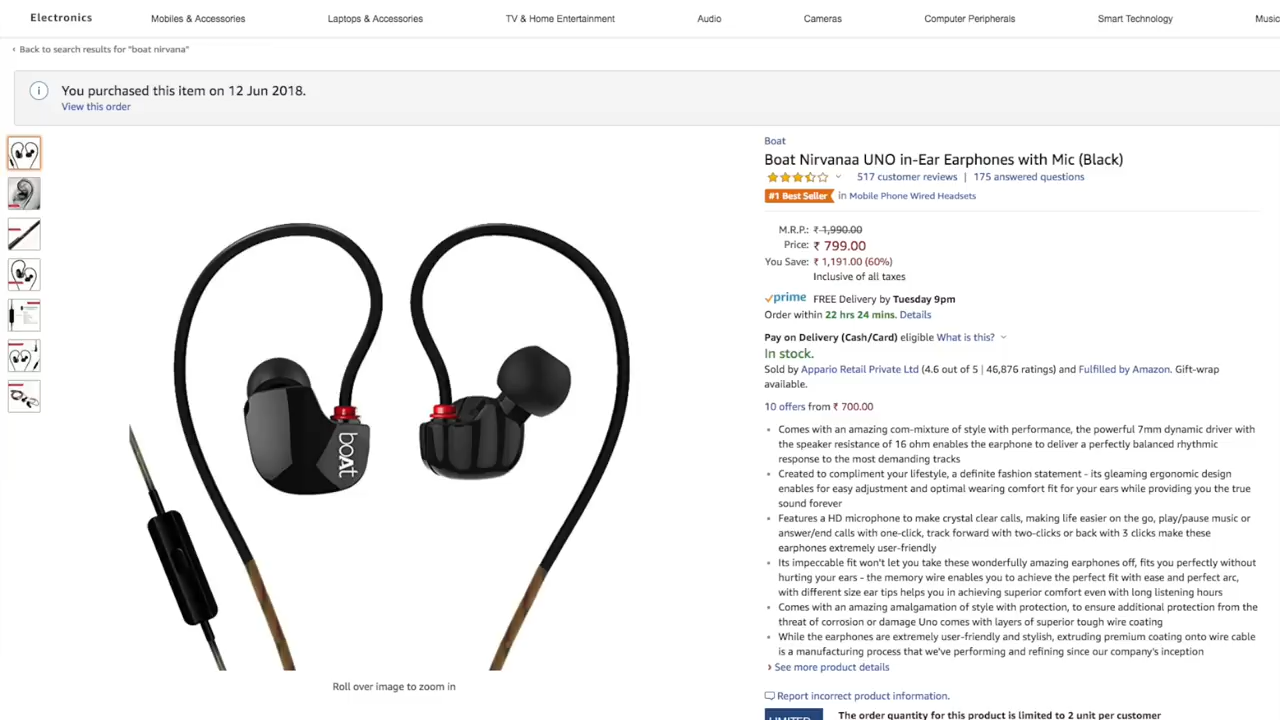 Electronics
Mobiles & Accessories
Laptops & Accessories
TV & Home Entertainment
Audio
Cameras
Computer Peripherals
Smart Technology
Music
‹ Back to search results for "boat nirvana"
i
You purchased this item on 12 Jun 2018.
View this order
boAt
Roll over image to zoom in
Boat
Boat Nirvanaa UNO in-Ear Earphones with Mic (Black)
517 customer reviews | 175 answered questions
#1 Best Seller in Mobile Phone Wired Headsets
M.R.P.: ₹ 1,990.00
Price: ₹ 799.00
You Save: ₹ 1,191.00 (60%)
Inclusive of all taxes
prime FREE Delivery by Tuesday 9pm
Order within 22 hrs 24 mins. Details
Pay on Delivery (Cash/Card) eligible What is this?
In stock.
Sold by Appario Retail Private Ltd (4.6 out of 5 | 46,876 ratings) and Fulfilled by Amazon. Gift-wrap
available.
10 offers from ₹ 700.00
• Comes with an amazing com-mixture of style with performance, the powerful 7mm dynamic driver with
the speaker resistance of 16 ohm enables the earphone to deliver a perfectly balanced rhythmic
response to the most demanding tracks
• Created to compliment your lifestyle, a definite fashion statement - its gleaming ergonomic design
enables for easy adjustment and optimal wearing comfort fit for your ears while providing you the true
sound forever
• Features a HD microphone to make crystal clear calls, making life easier on the go, play/pause music or
answer/end calls with one-click, track forward with two-clicks or back with 3 clicks make these
earphones extremely user-friendly
• Its impeccable fit won't let you take these wonderfully amazing earphones off, fits you perfectly without
hurting your ears - the memory wire enables you to achieve the perfect fit with ease and perfect arc,
with different size ear tips helps you in achieving superior comfort even with long listening hours
• Comes with an amazing amalgamation of style with protection, to ensure additional protection from the
threat of corrosion or damage Uno comes with layers of superior tough wire coating
• While the earphones are extremely user-friendly and stylish, extruding premium coating onto wire cable
is a manufacturing process that we've performing and refining since our company's inception
› See more product details
Report incorrect product information.
LIMITED
The order quantity for this product is limited to 2 unit per customer